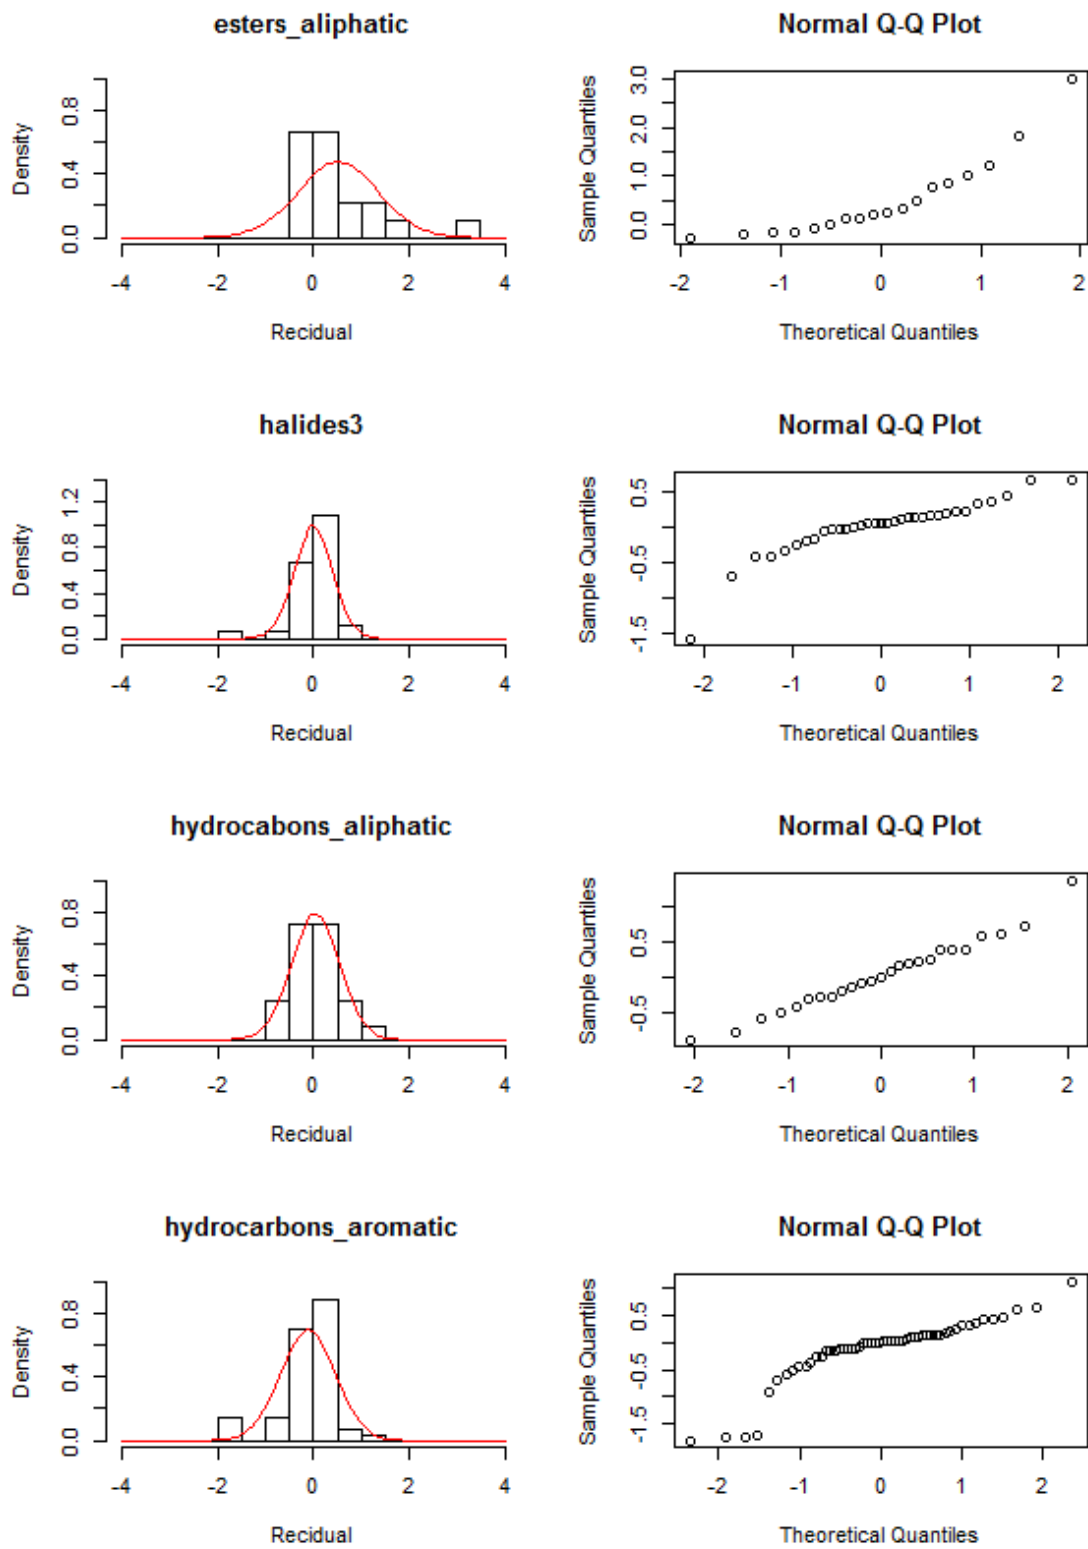 esters_aliphatic
Normal Q-Q Plot
Density
0.0 0.4 0.8
-4 -2 0 2 4
Recidual
Sample Quantiles
0.0 1.0 2.0 3.0
-2 -1 0 1 2
Theoretical Quantiles
halides3
Normal Q-Q Plot
Density
0.0 0.4 0.8 1.2
-4 -2 0 2 4
Recidual
Sample Quantiles
-1.5 -0.5 0.5
-2 -1 0 1 2
Theoretical Quantiles
hydrocabons_aliphatic
Normal Q-Q Plot
Density
0.0 0.4 0.8
-4 -2 0 2 4
Recidual
Sample Quantiles
-0.5 0.5
-2 -1 0 1 2
Theoretical Quantiles
hydrocarbons_aromatic
Normal Q-Q Plot
Density
0.0 0.4 0.8
-4 -2 0 2 4
Recidual
Sample Quantiles
-1.5 -0.5 0.5
-2 -1 0 1 2
Theoretical Quantiles